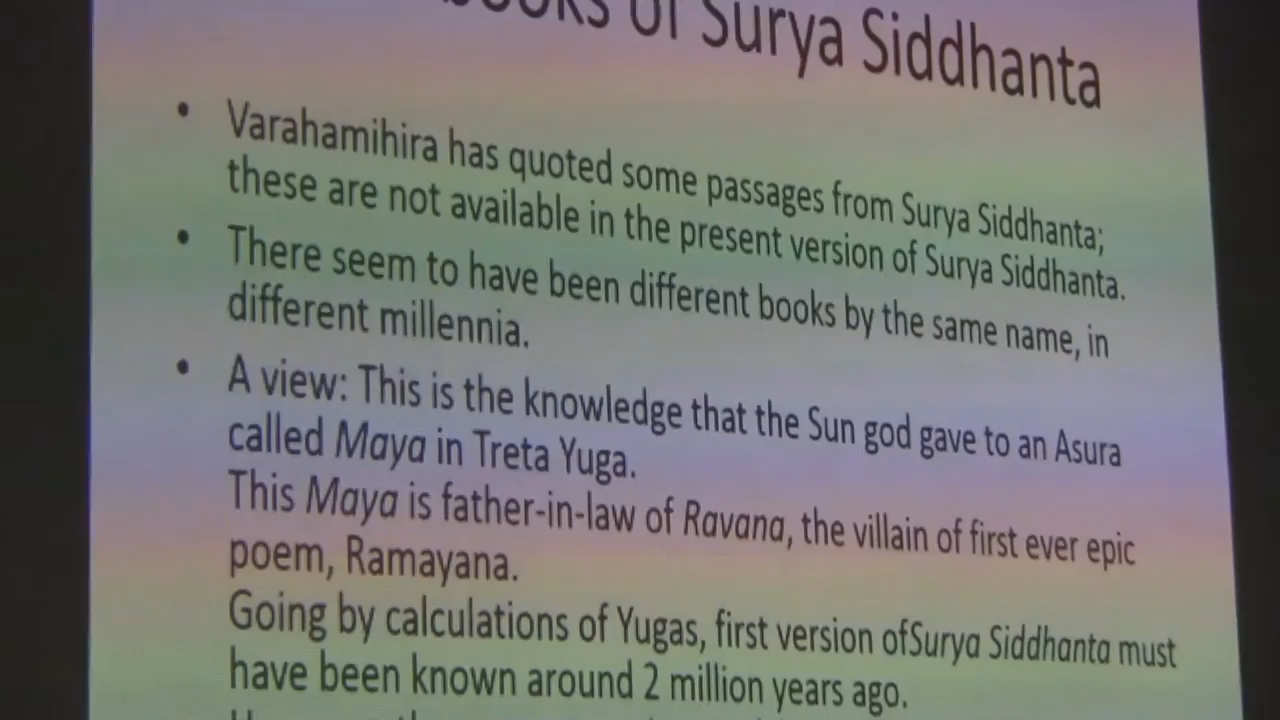 books of Surya Siddhanta
• Varahamihira has quoted some passages from Surya Siddhanta;
these are not available in the present version of Surya Siddhanta.
• There seem to have been different books by the same name, in
different millennia.
• A view: This is the knowledge that the Sun god gave to an Asura
called Maya in Treta Yuga.
This Maya is father-in-law of Ravana, the villain of first ever epic
poem, Ramayana.
Going by calculations of Yugas, first version ofSurya Siddhanta must
have been known around 2 million years ago.